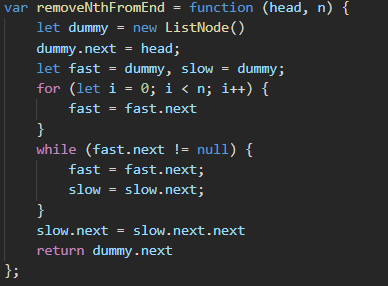 var removeNthFromEnd = function (head, n) {
    let dummy = new ListNode()
    dummy.next = head;
    let fast = dummy, slow = dummy;
    for (let i = 0; i < n; i++) {
        fast = fast.next
    }
    while (fast.next != null) {
        fast = fast.next;
        slow = slow.next;
    }
    slow.next = slow.next.next
    return dummy.next
};